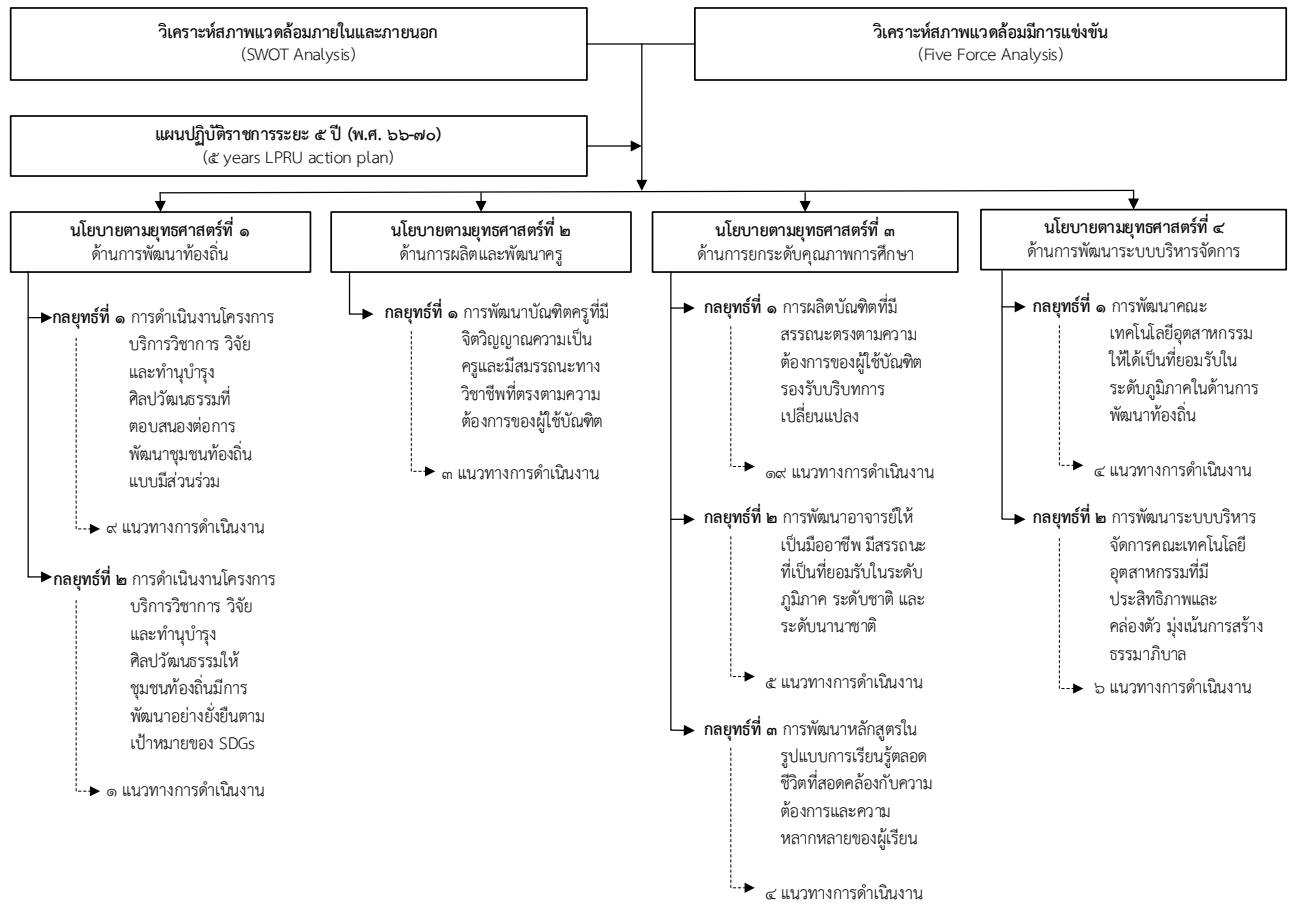 วิเคราะห์สภาพแวดล้อมภายในและภายนอก
(SWOT Analysis)
วิเคราะห์สภาพแวดล้อมมีการแข่งขัน
(Five Force Analysis)
แผนปฏิบัติราชการระยะ ๕ ปี (พ.ศ. ๖๖-๗๐)
(๕ years LPRU action plan)
นโยบายตามยุทธศาสตร์ที่ ๑
ด้านการพัฒนาท้องถิ่น
กลยุทธ์ที่ ๑ การดำเนินงานโครงการ
บริการวิชาการ วิจัย
และทำนุบำรุง
ศิลปวัฒนธรรมที่
ตอบสนองต่อการ
พัฒนาชุมชนท้องถิ่น
แบบมีส่วนร่วม
๙ แนวทางการดำเนินงาน
กลยุทธ์ที่ ๒ การดำเนินงานโครงการ
บริการวิชาการ วิจัย
และทำนุบำรุง
ศิลปวัฒนธรรมให้
ชุมชนท้องถิ่นมีการ
พัฒนาอย่างยั่งยืนตาม
เป้าหมายของ SDGs
๑ แนวทางการดำเนินงาน
นโยบายตามยุทธศาสตร์ที่ ๒
ด้านการผลิตและพัฒนาครู
กลยุทธ์ที่ ๑ การพัฒนาบัณฑิตครูที่มี
จิตวิญญาณความเป็น
ครูและมีสมรรถนะทาง
วิชาชีพที่ตรงตามความ
ต้องการของผู้ใช้บัณฑิต
๓ แนวทางการดำเนินงาน
นโยบายตามยุทธศาสตร์ที่ ๓
ด้านการยกระดับคุณภาพการศึกษา
กลยุทธ์ที่ ๑ การผลิตบัณฑิตที่มี
สรรถนะตรงตามความ
ต้องการของผู้ใช้บัณฑิต
รองรับบริบทการ
เปลี่ยนแปลง
๑๙ แนวทางการดำเนินงาน
กลยุทธ์ที่ ๒ การพัฒนาอาจารย์ให้
เป็นมืออาชีพ มีสรรถนะ
ที่เป็นที่ยอมรับในระดับ
ภูมิภาค ระดับชาติ และ
ระดับนานาชาติ
๕ แนวทางการดำเนินงาน
กลยุทธ์ที่ ๓ การพัฒนาหลักสูตรใน
รูปแบบการเรียนรู้ตลอด
ชีวิตที่สอดคล้องกับความ
ต้องการและความ
หลากหลายของผู้เรียน
๔ แนวทางการดำเนินงาน
นโยบายตามยุทธศาสตร์ที่ ๔
ด้านการพัฒนาระบบบริหารจัดการ
กลยุทธ์ที่ ๑ การพัฒนาคณะ
เทคโนโลยีอุตสาหกรรม
ให้ได้เป็นที่ยอมรับใน
ระดับภูมิภาคในด้านการ
พัฒนาท้องถิ่น
๔ แนวทางการดำเนินงาน
กลยุทธ์ที่ ๒ การพัฒนาระบบบริหาร
จัดการคณะเทคโนโลยี
อุตสาหกรรมที่มี
ประสิทธิภาพและ
คล่องตัว มุ่งเน้นการสร้าง
ธรรมาภิบาล
๖ แนวทางการดำเนินงาน